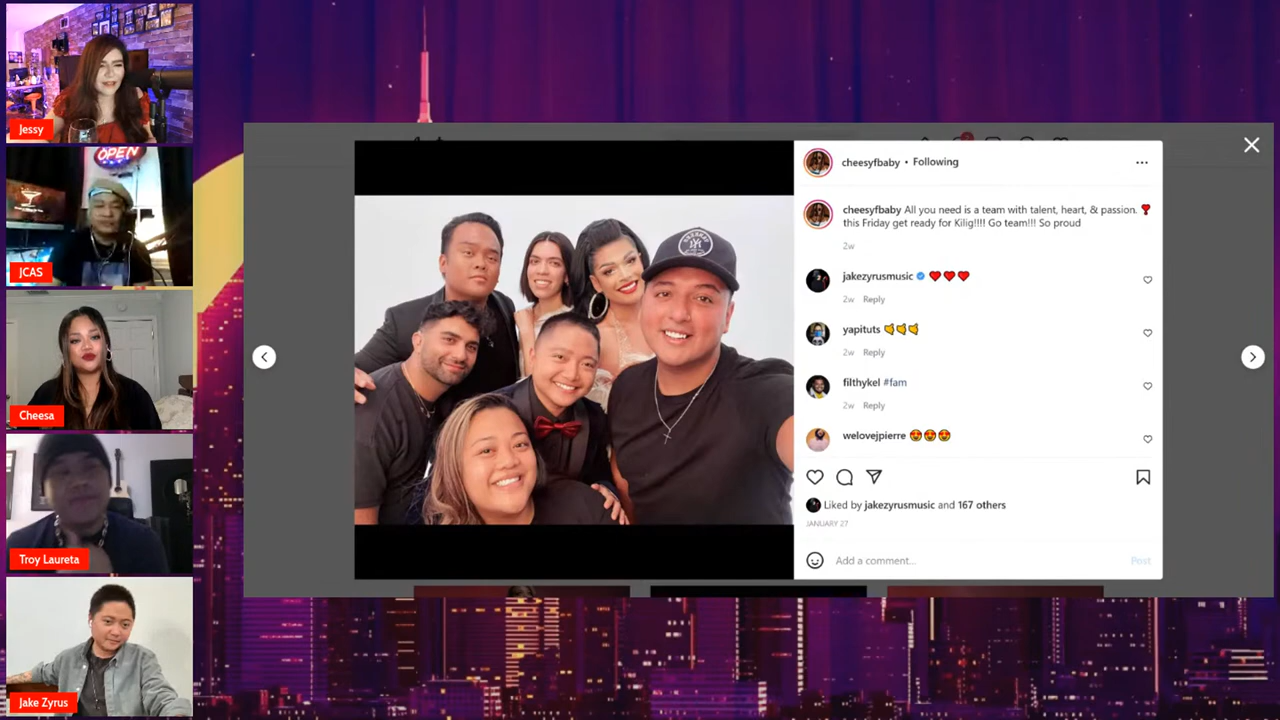 Jessy
OPEN
JCAS
Cheesa
Troy Laureta
Jake Zyrus
cheesyfbaby • Following
cheesyfbaby All you need is a team with talent, heart, & passion. ❣
this Friday get ready for Kilig!!!! Go team!!! So proud
2w
jakezyrusmusic ❤❤❤
2w Reply
yapituts 🤙🤙🤙
2w Reply
filthykel #fam
2w Reply
welovejpierre 😍😍😍
Liked by jakezyrusmusic and 167 others
JANUARY 27
Add a comment...
Post